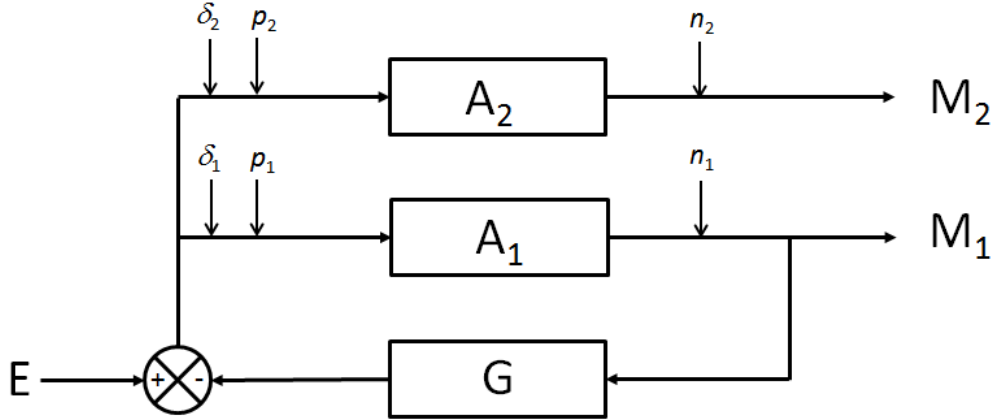 δ₂ p₂ n₂
A₂ M₂
δ₁ p₁ n₁
A₁ M₁
E + - G